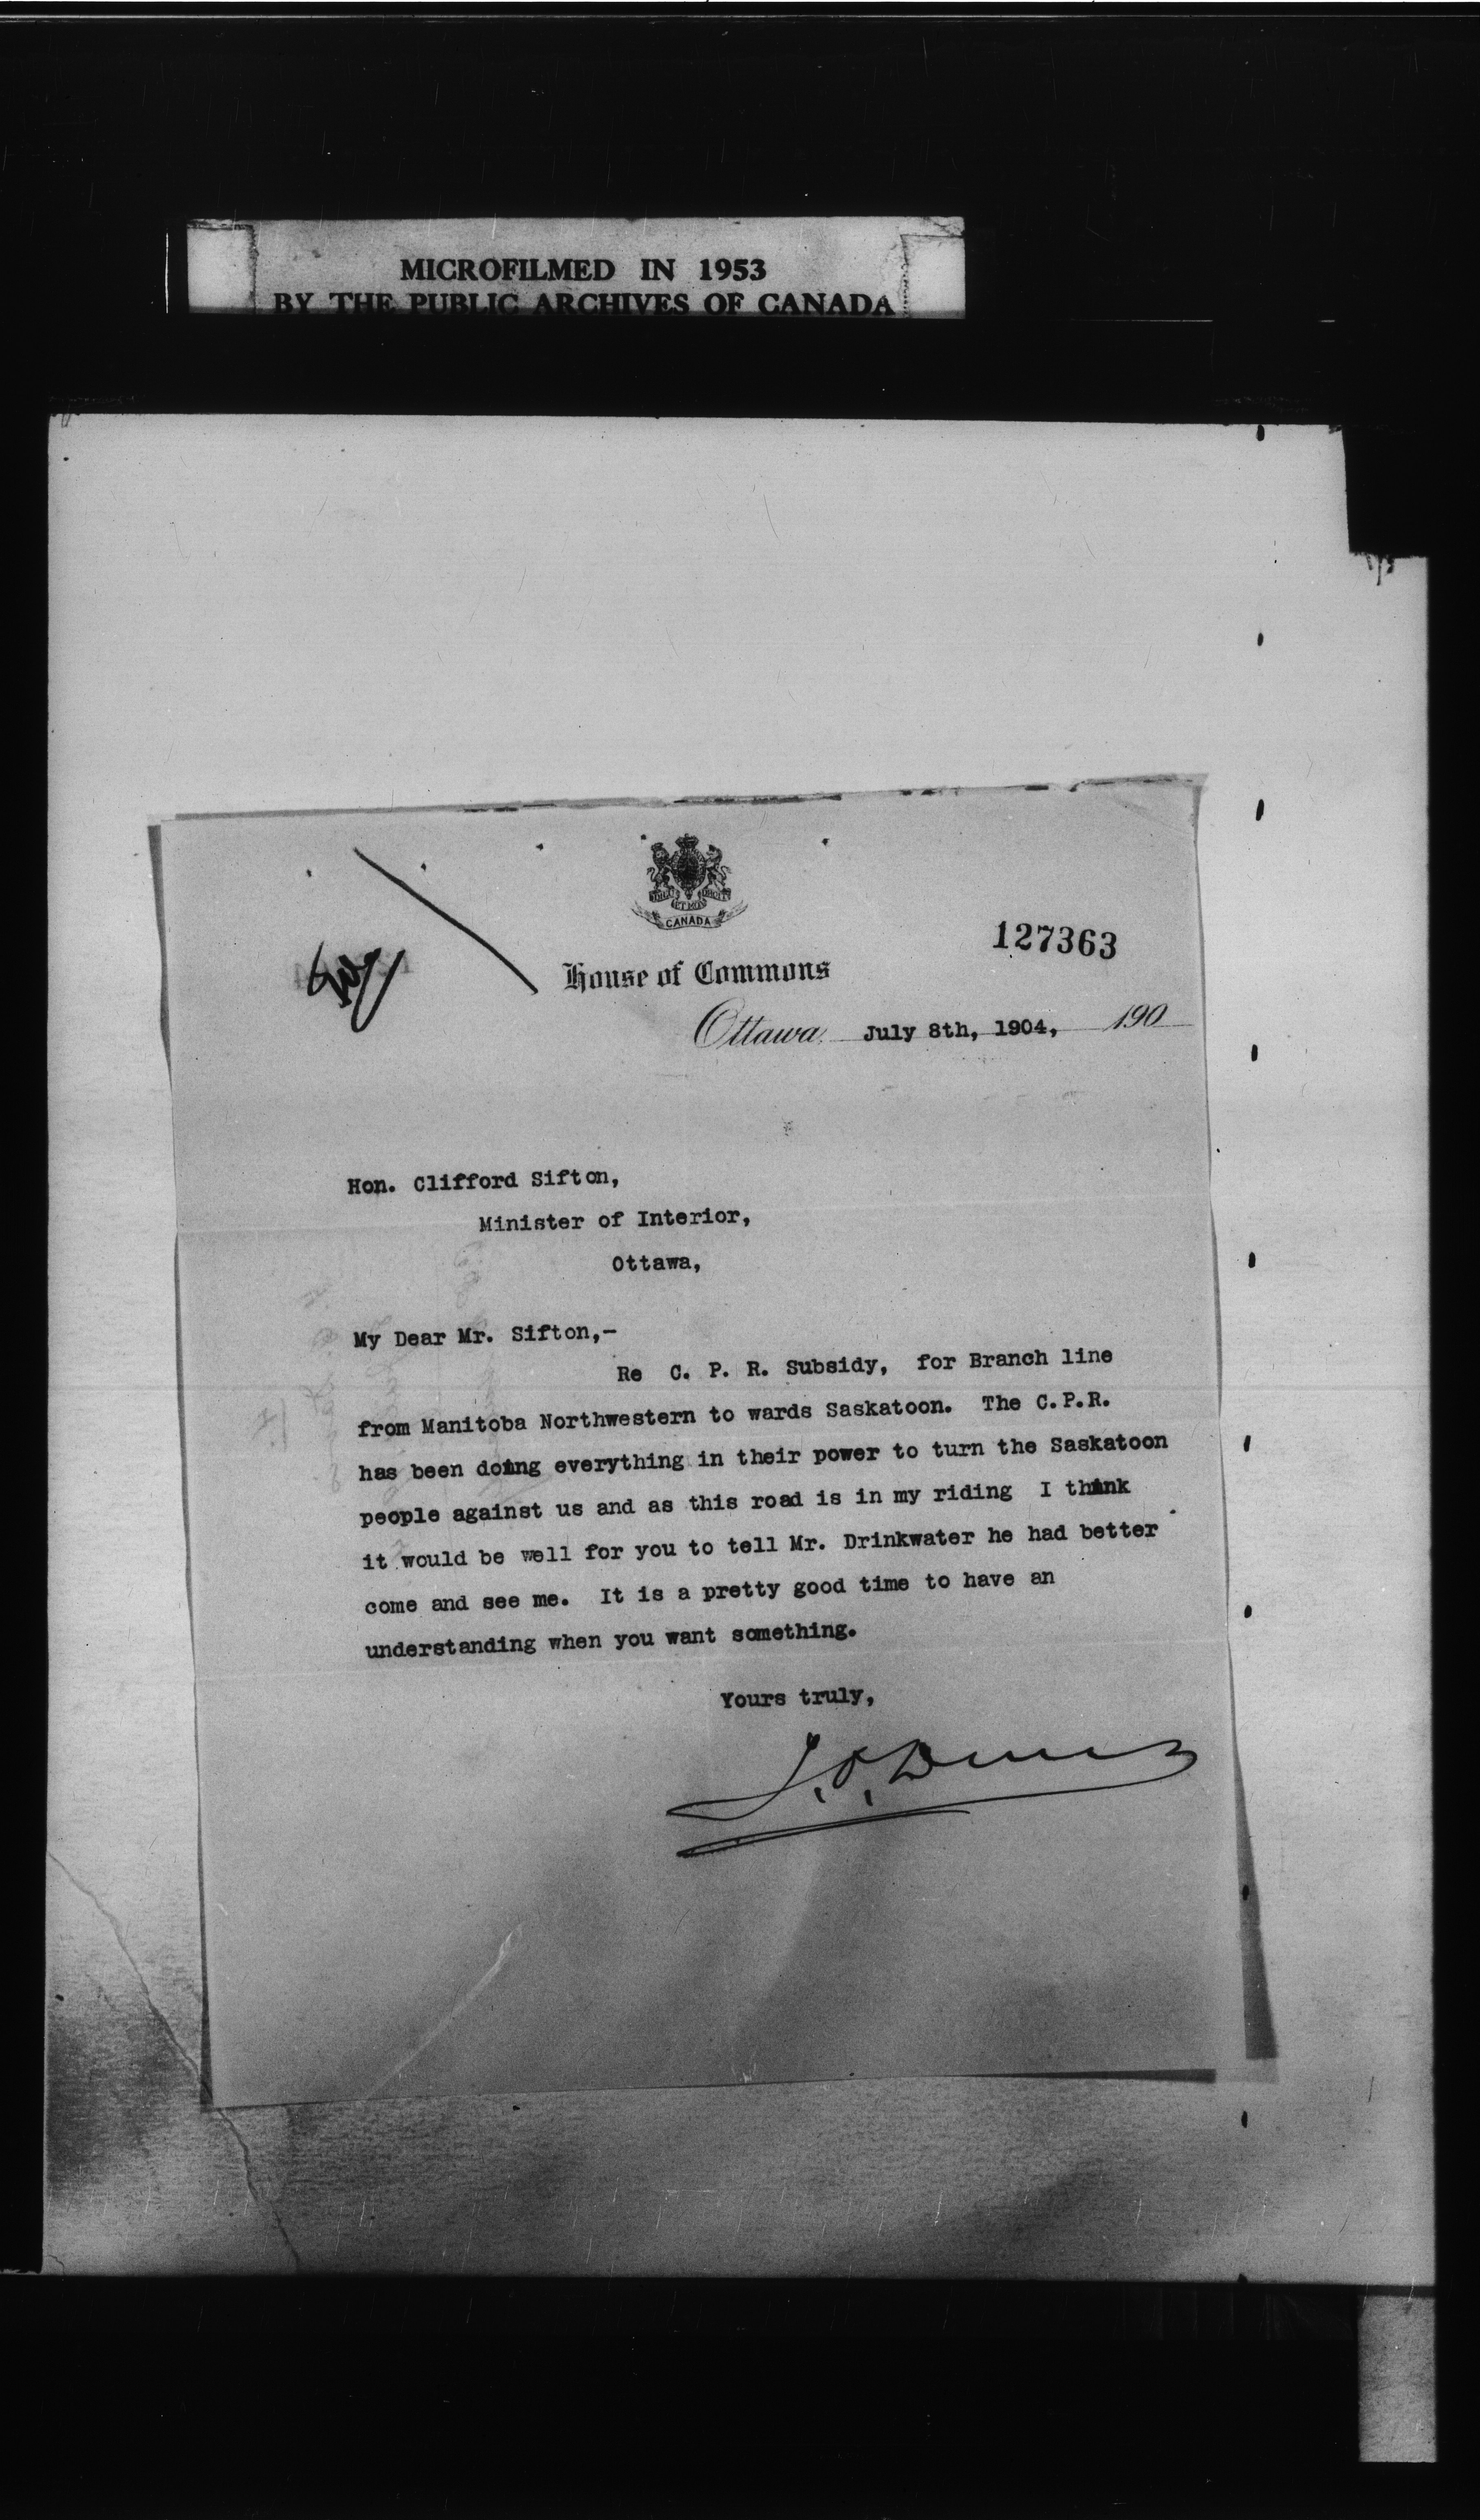 MICROFILMED IN 1953
BY THE PUBLIC ARCHIVES OF CANADA
CANADA
127363
House of Commons
Ottawa, July 8th, 1904, 190
Hon. Clifford Sifton,
Minister of Interior,
Ottawa,
My Dear Mr. Sifton,-
Re C. P. R. Subsidy, for Branch line
from Manitoba Northwestern to wards Saskatoon. The C.P.R.
has been doing everything in their power to turn the Saskatoon
people against us and as this road is in my riding I think
it would be well for you to tell Mr. Drinkwater he had better
come and see me. It is a pretty good time to have an
understanding when you want something.
Yours truly,